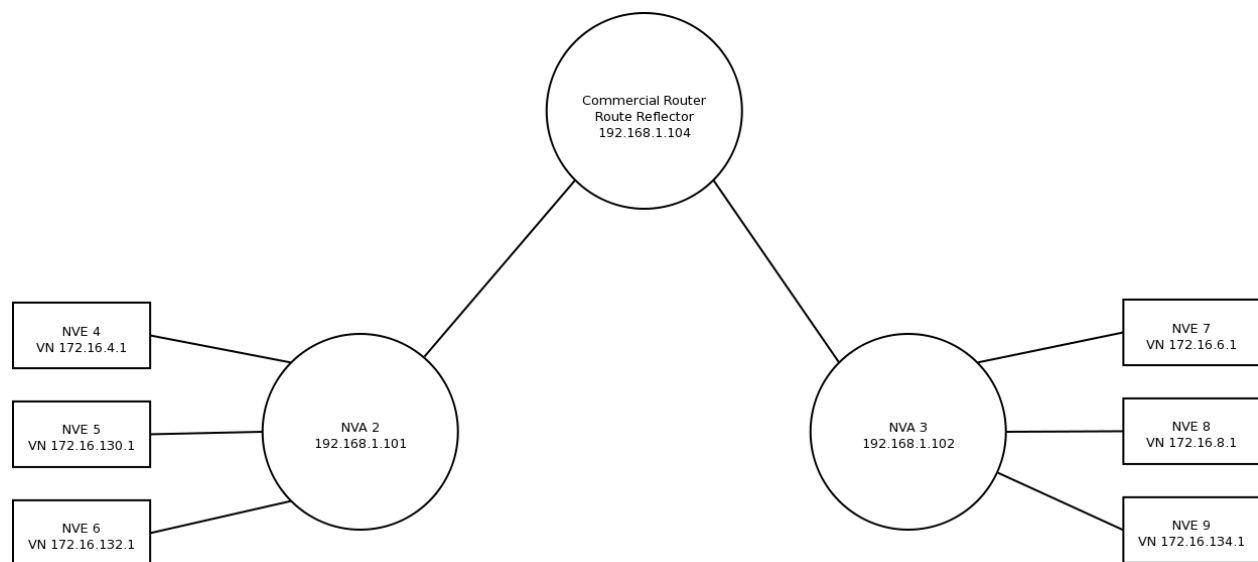 Commercial Router
Route Reflector
192.168.1.104
NVE 4
VN 172.16.4.1
NVE 5
VN 172.16.130.1
NVE 6
VN 172.16.132.1
NVA 2
192.168.1.101
NVA 3
192.168.1.102
NVE 7
VN 172.16.6.1
NVE 8
VN 172.16.8.1
NVE 9
VN 172.16.134.1